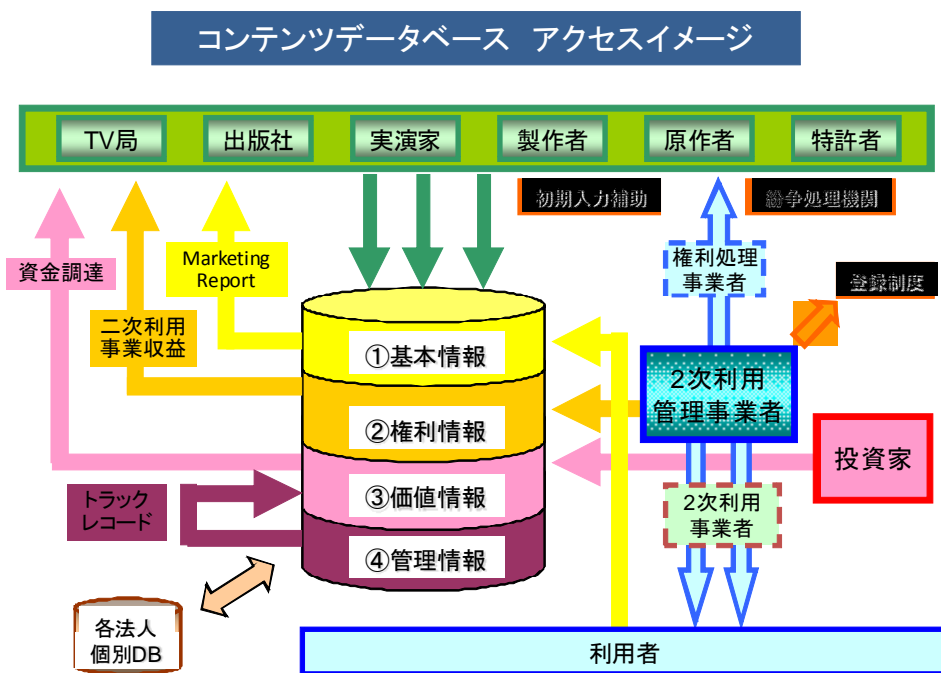 コンテンツデータベース アクセスイメージ
TV局
出版社
実演家
製作者
原作者
特許者
初期入力補助
紛争処理機関
資金調達
Marketing
Report
権利処理
事業者
登録制度
二次利用
事業収益
①基本情報
2次利用
管理事業者
②権利情報
投資家
トラック
レコード
③価値情報
2次利用
事業者
④管理情報
各法人
個別DB
利用者